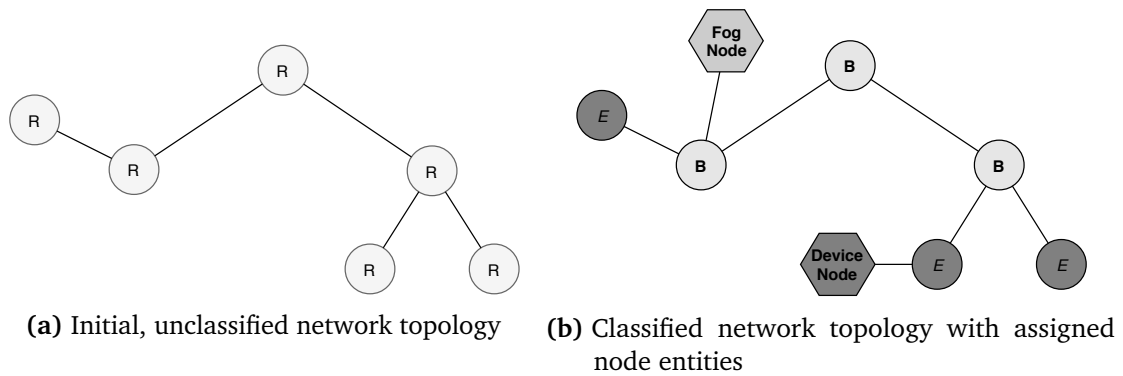 R
R
R
R
R
R
(a) Initial, unclassified network topology
Fog
Node
B
E
B
B
Device
Node
E
E
(b) Classified network topology with assigned
node entities